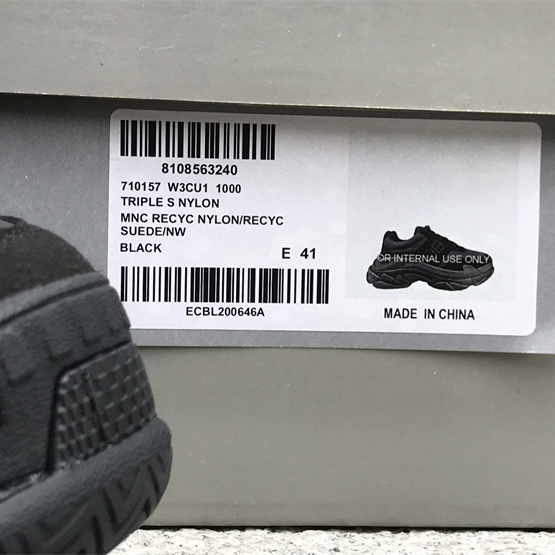 8108563240
710157 W3CU1 1000
TRIPLE S NYLON
MNC RECYC NYLON/RECYC
SUEDE/NW
BLACK
E 41
ECBL200646A
OR INTERNAL USE ONLY
MADE IN CHINA